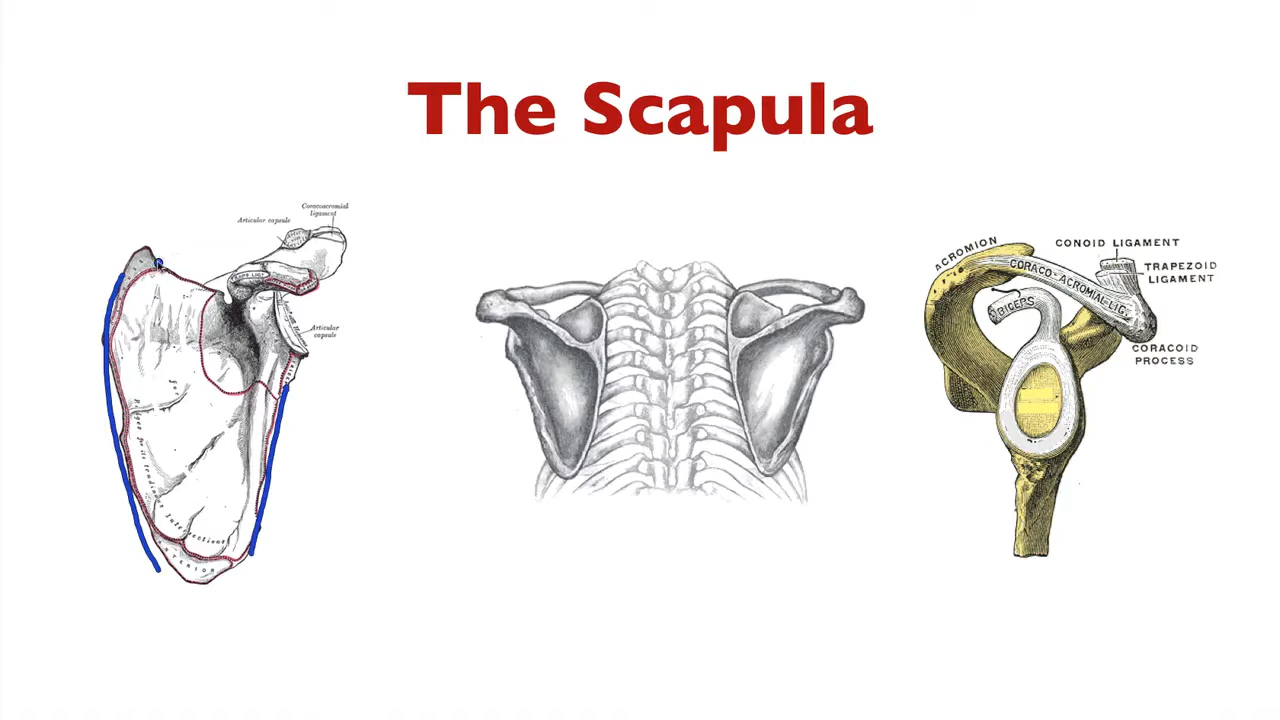 The Scapula
Coracoacromial
ligament
Articular capsule
Articular
capsule
ACROMION
CONOID LIGAMENT
CORACO-ACROMIAL-LIG.
TRAPEZOID
LIGAMENT
BICEPS
CORACOID
PROCESS